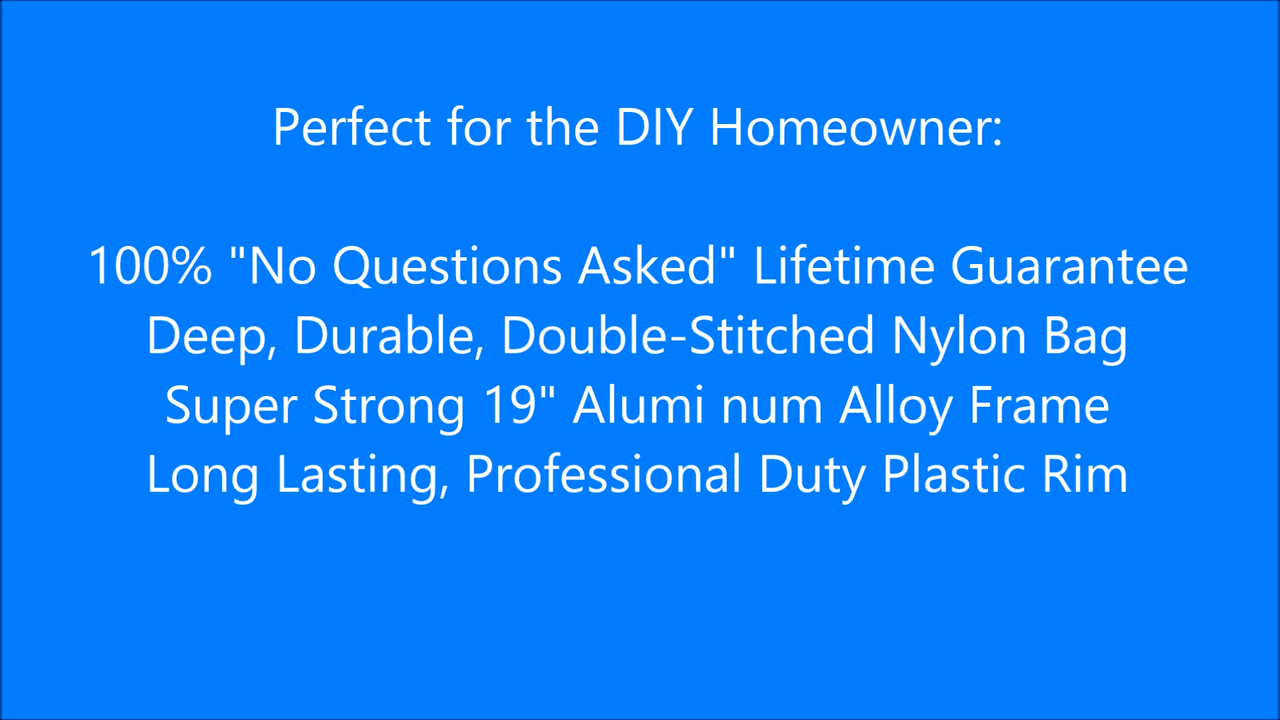 Perfect for the DIY Homeowner:
100% "No Questions Asked" Lifetime Guarantee
Deep, Durable, Double-Stitched Nylon Bag
Super Strong 19" Alumi num Alloy Frame
Long Lasting, Professional Duty Plastic Rim